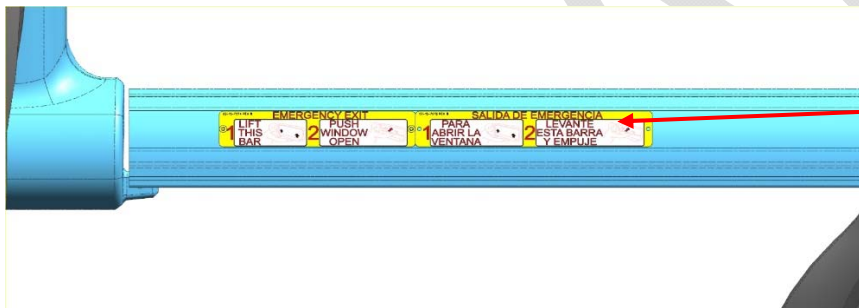 EMERGENCY EXIT
1 LIFT THIS BAR
2 PUSH WINDOW OPEN
SALIDA DE EMERGENCIA
1 PARA ABRIR LA VENTANA
2 LEVANTE ESTA BARRA Y EMPUJE